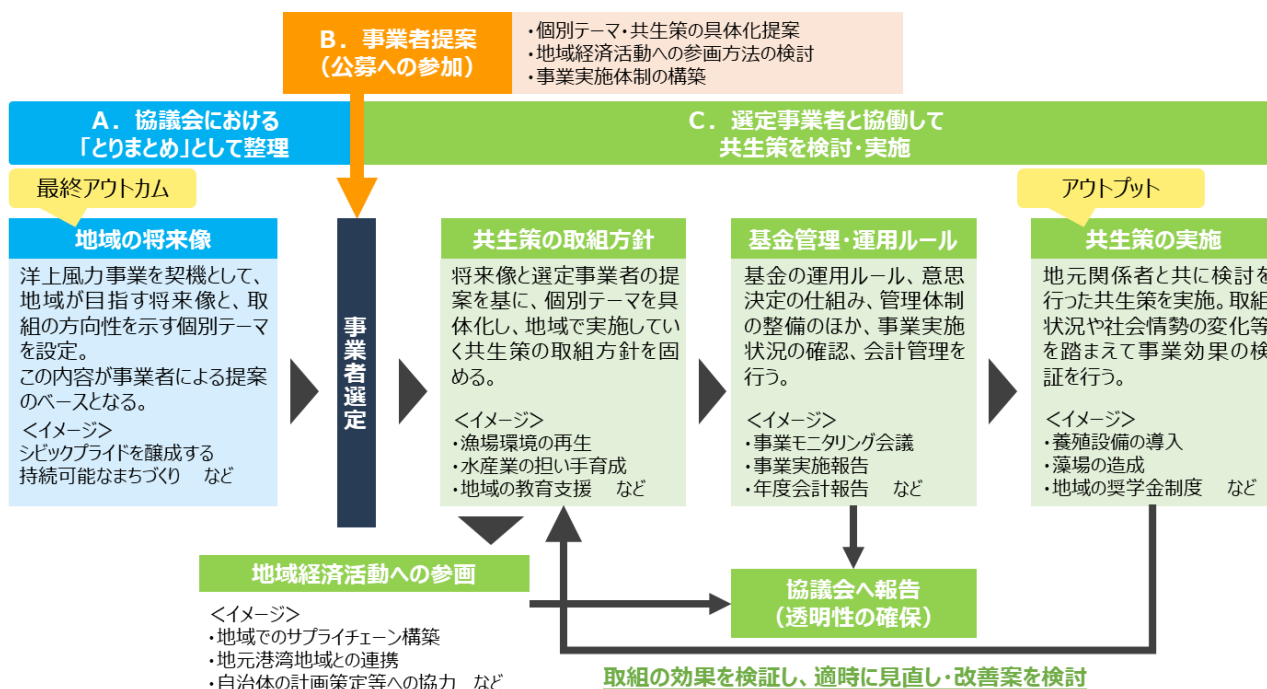 B．事業者提案
（公募への参加）
・個別テーマ・共生策の具体化提案
・地域経済活動への参画方法の検討
・事業実施体制の構築
A．協議会における
「とりまとめ」として整理
C．選定事業者と協働して
共生策を検討・実施
最終アウトカム
アウトプット
地域の将来像
洋上風力事業を契機として、
地域が目指す将来像と、取
組の方向性を示す個別テーマ
を設定。
この内容が事業者による提案
のベースとなる。
＜イメージ＞
シビックプライドを醸成する
持続可能なまちづくり　など
事業者選定
共生策の取組方針
将来像と選定事業者の提
案を基に、個別テーマを具
体化し、地域で実施してい
く共生策の取組方針を固
める。
＜イメージ＞
・漁場環境の再生
・水産業の担い手育成
・地域の教育支援　など
基金管理・運用ルール
基金の運用ルール、意思
決定の仕組み、管理体制
の整備のほか、事業実施
状況の確認、会計管理を
行う。
＜イメージ＞
・事業モニタリング会議
・事業実施報告
・年度会計報告　など
共生策の実施
地元関係者と共に検討を
行った共生策を実施。取組
状況や社会情勢の変化等
を踏まえて事業効果の検
証を行う。
＜イメージ＞
・養殖設備の導入
・藻場の造成
・地域の奨学金制度　など
地域経済活動への参画
＜イメージ＞
・地域でのサプライチェーン構築
・地元港湾地域との連携
・自治体の計画策定等への協力　など
協議会へ報告
（透明性の確保）
取組の効果を検証し、適時に見直し・改善案を検討